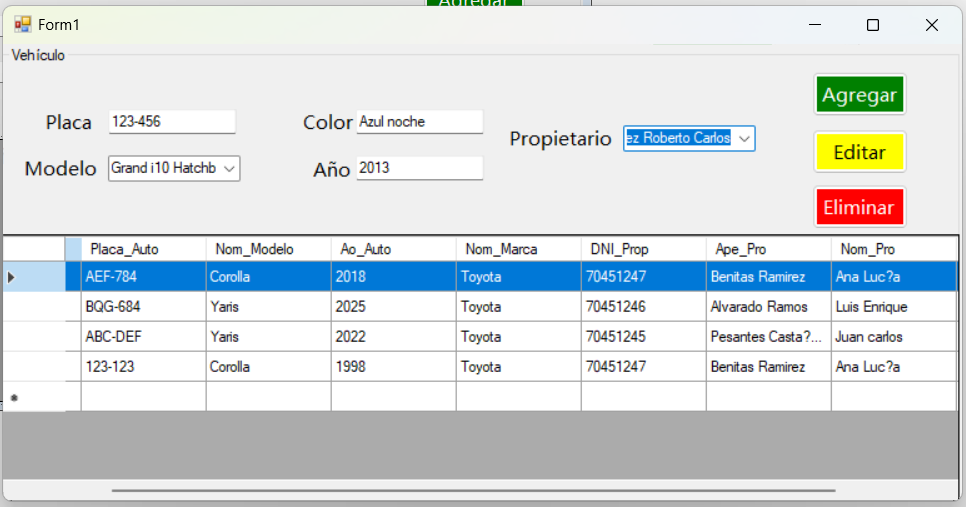 Agregar
Form1
Vehículo
Placa 123-456 Color Azul noche Propietario ez Roberto Carlos Agregar
Modelo Grand i10 Hatchb Año 2013 Editar
Eliminar
Placa_Auto Nom_Modelo Ao_Auto Nom_Marca DNI_Prop Ape_Pro Nom_Pro
AEF-784 Corolla 2018 Toyota 70451247 Benitas Ramirez Ana Luc?a
BQG-684 Yaris 2025 Toyota 70451246 Alvarado Ramos Luis Enrique
ABC-DEF Yaris 2022 Toyota 70451245 Pesantes Casta?... Juan carlos
123-123 Corolla 1998 Toyota 70451247 Benitas Ramirez Ana Luc?a